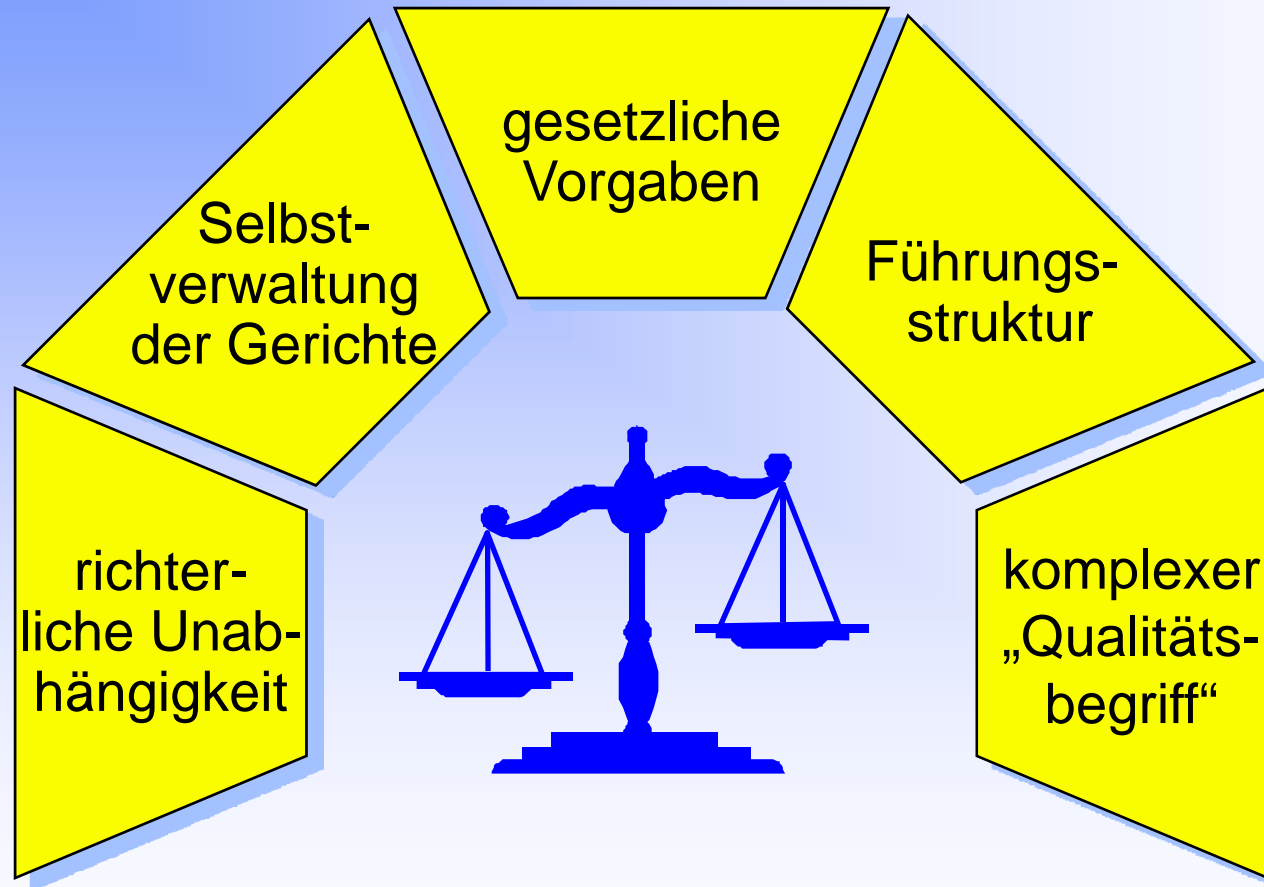 richter-
liche Unab-
hängigkeit
Selbst-
verwaltung
der Gerichte
gesetzliche
Vorgaben
Führungs-
struktur
komplexer
„Qualitäts-
begriff“